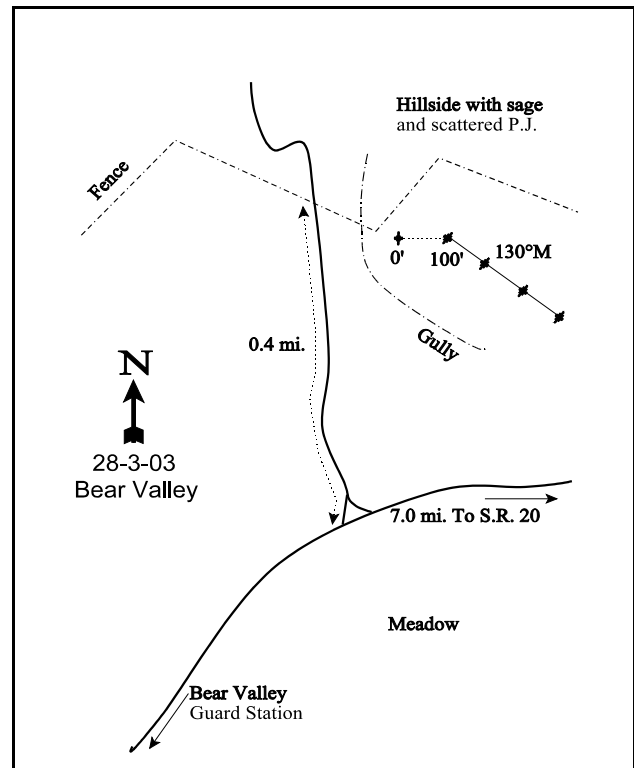 Hillside with sage
and scattered P.J.
Fence
0'
100'
130°M
0.4 mi.
Gully
N
28-3-03
Bear Valley
7.0 mi. To S.R. 20
Meadow
Bear Valley
Guard Station